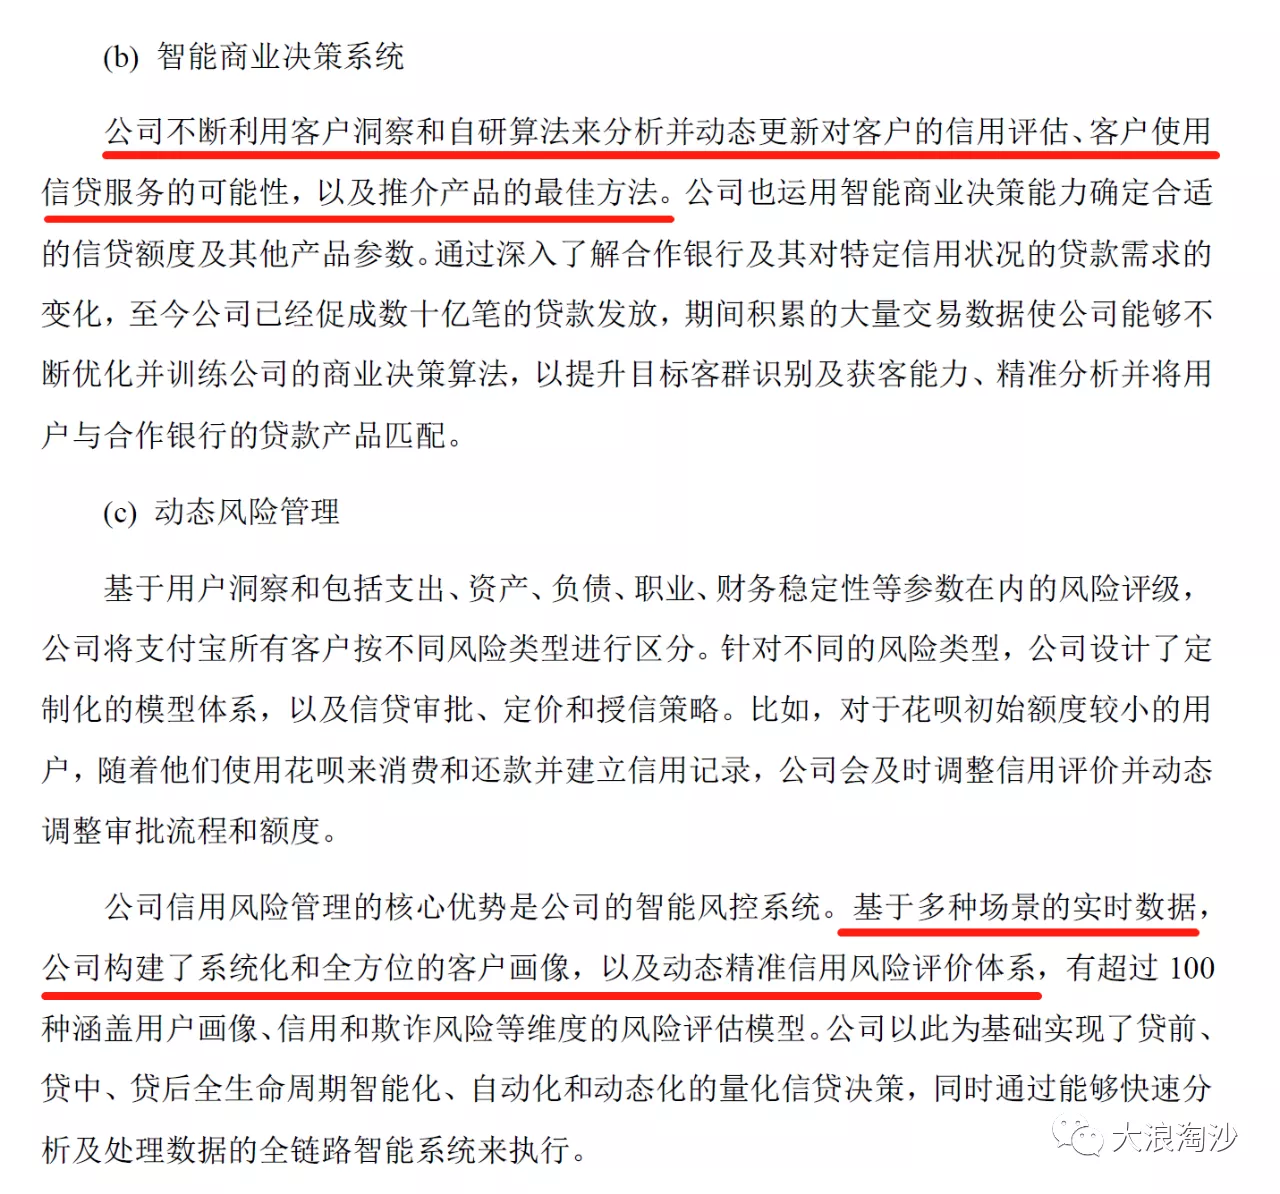 (b) 智能商业决策系统
公司不断利用客户洞察和自研算法来分析并动态更新对客户的信用评估、客户使用
信贷服务的可能性，以及推介产品的最佳方法。公司也运用智能商业决策能力确定合适
的信贷额度及其他产品参数。通过深入了解合作银行及其对特定信用状况的贷款需求的
变化，至今公司已经促成数十亿笔的贷款发放，期间积累的大量交易数据使公司能够不
断优化并训练公司的商业决策算法，以提升目标客群识别及获客能力、精准分析并将用
户与合作银行的贷款产品匹配。
(c) 动态风险管理
基于用户洞察和包括支出、资产、负债、职业、财务稳定性等参数在内的风险评级，
公司将支付宝所有客户按不同风险类型进行区分。针对不同的风险类型，公司设计了定
制化的模型体系，以及信贷审批、定价和授信策略。比如，对于花呗初始额度较小的用
户，随着他们使用花呗来消费和还款并建立信用记录，公司会及时调整信用评价并动态
调整审批流程和额度。
公司信用风险管理的核心优势是公司的智能风控系统。基于多种场景的实时数据，
公司构建了系统化和全方位的客户画像，以及动态精准信用风险评价体系，有超过 100
种涵盖用户画像、信用和欺诈风险等维度的风险评估模型。公司以此为基础实现了贷前、
贷中、贷后全生命周期智能化、自动化和动态化的量化信贷决策，同时通过能够快速分
析及处理数据的全链路智能系统来执行。
大浪淘沙